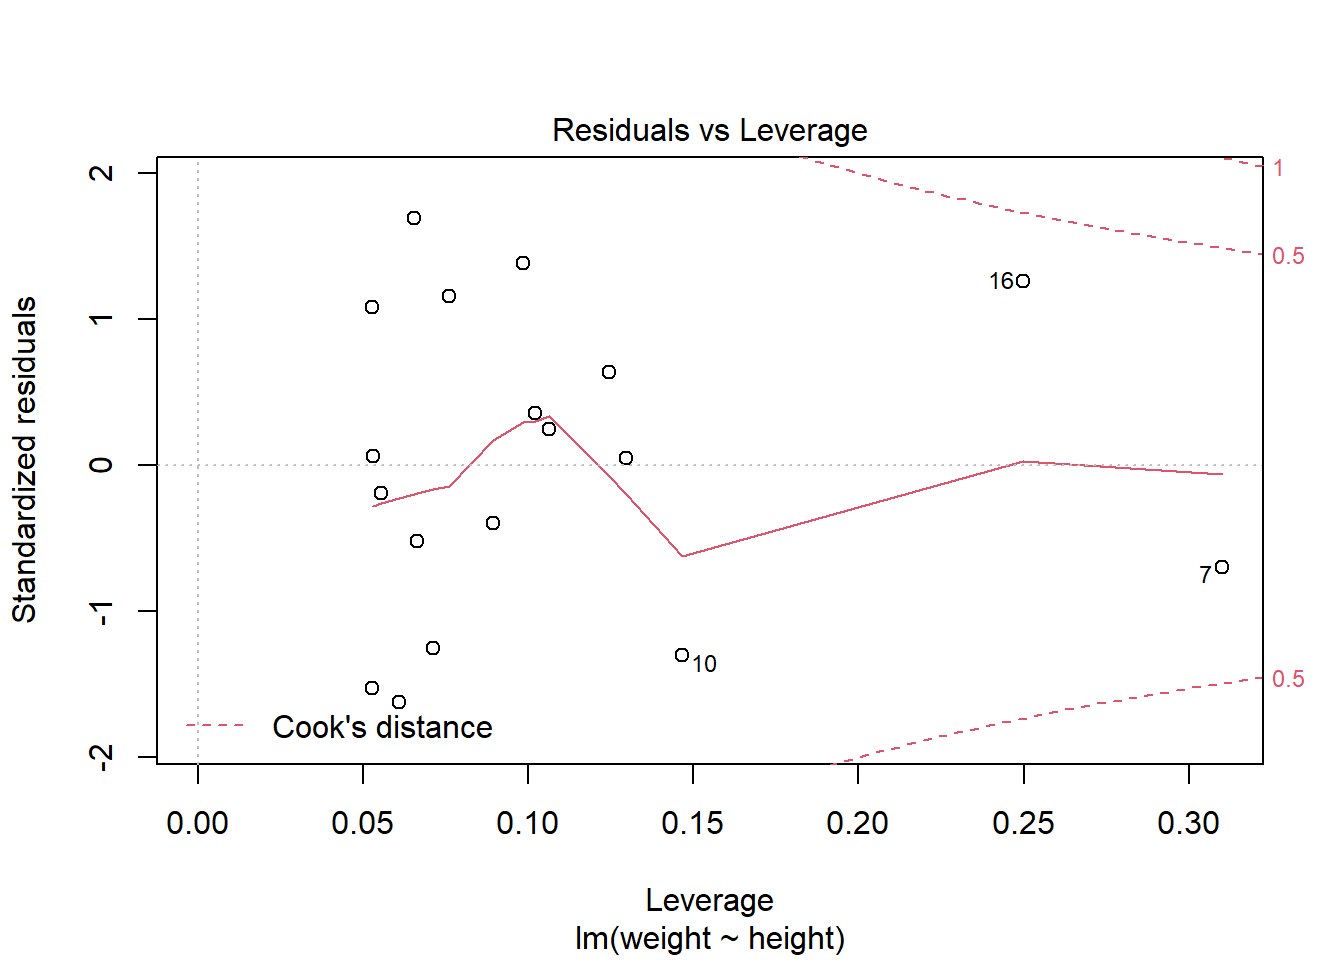 Residuals vs Leverage
Standardized residuals
2
1
0
-1
-2
1
0.5
0.5
16
7
10
Cook's distance
0.00 0.05 0.10 0.15 0.20 0.25 0.30
Leverage
lm(weight ~ height)